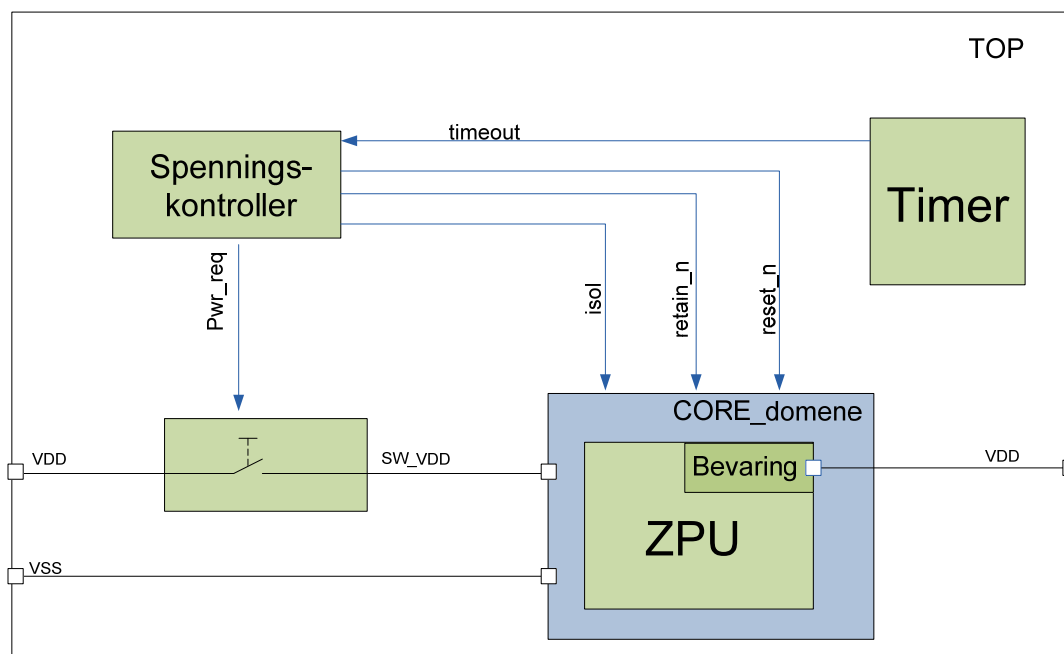 TOP
timeout
Spennings-
kontroller
Timer
Pwr_req
isol
retain_n
reset_n
CORE_domene
VDD
SW_VDD
Bevaring
VDD
ZPU
VSS